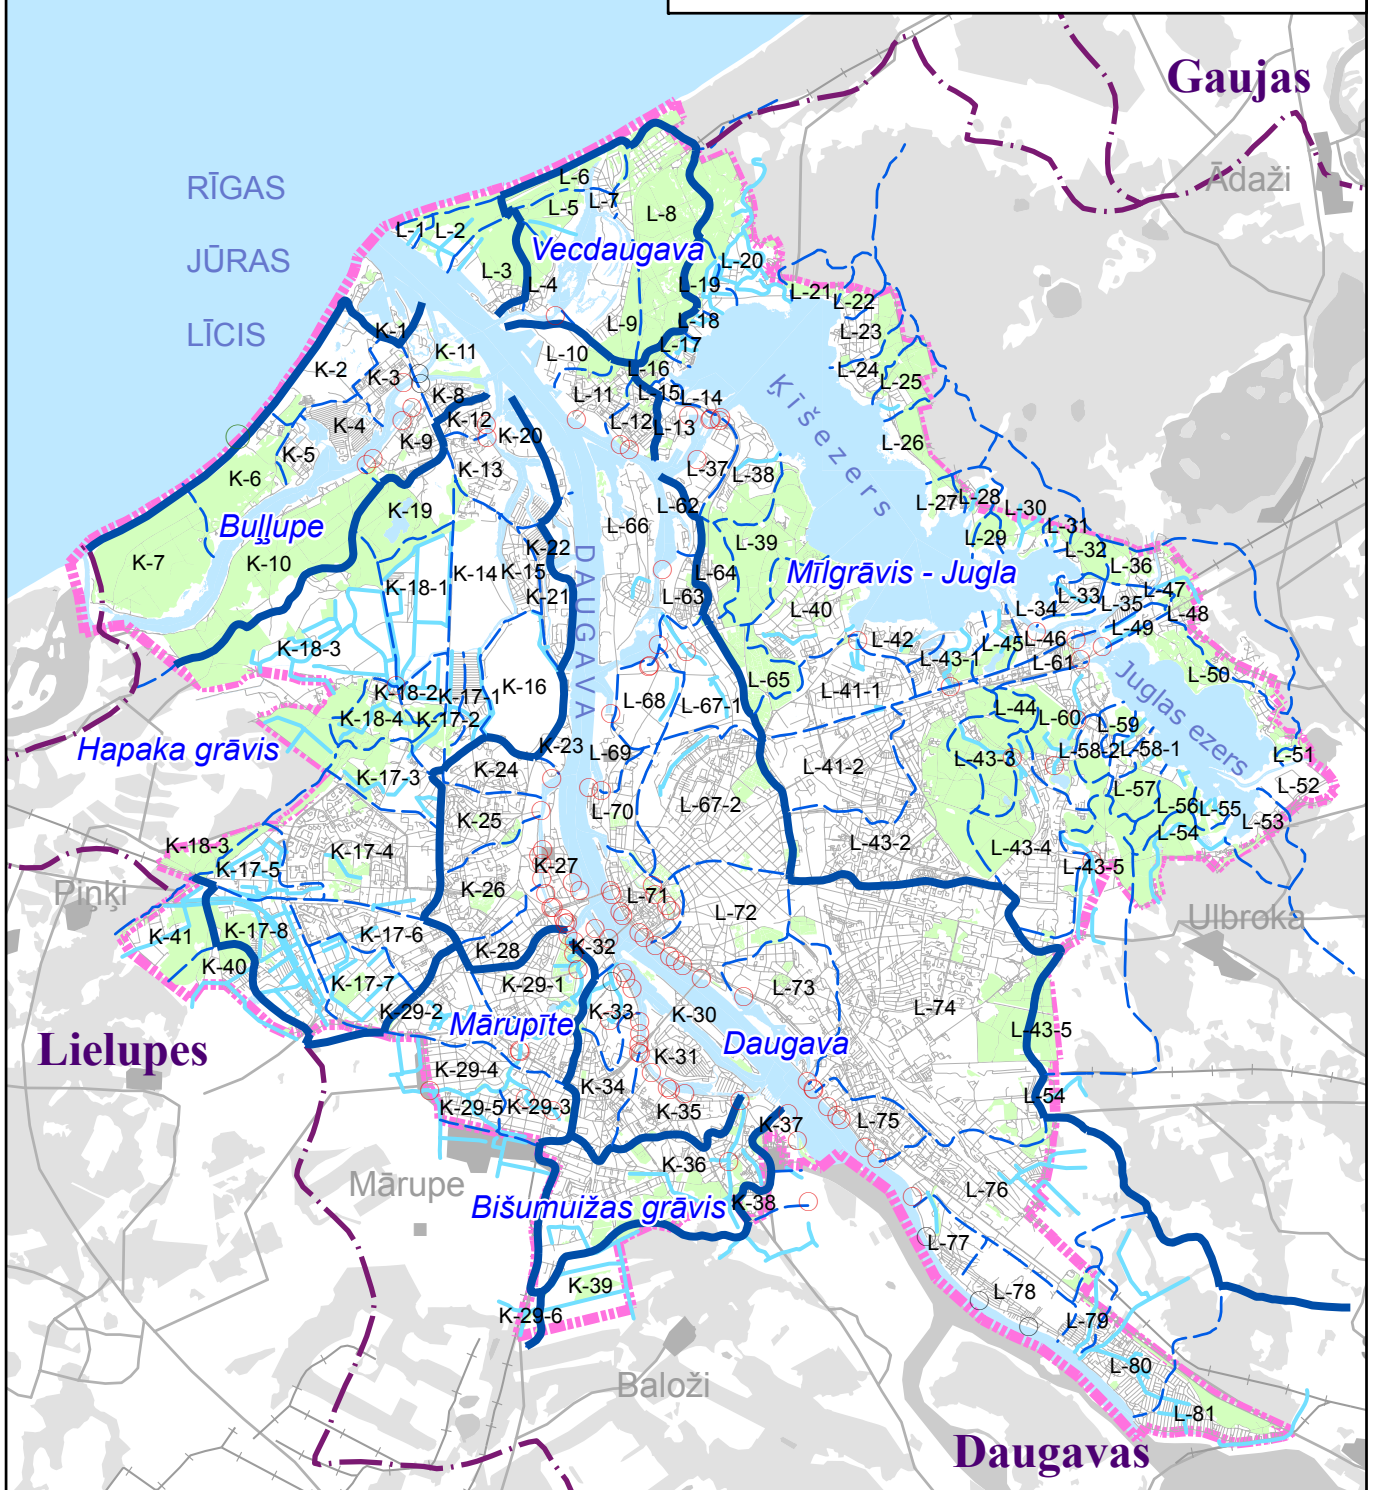 Gaujas
Ādaži
RĪGAS
JŪRAS
LĪCIS
L-6
L-7
L-5
L-8
L-1
L-2
Vecdaugava
L-3
L-4
L-20
L-19
L-21
L-22
L-18
L-9
L-23
K-1
K-11
L-10
L-17
K-2
K-3
L-16
L-24
L-25
Ķīšezers
K-8
L-11
L-15
L-14
K-4
K-12
K-20
L-12
L-13
K-9
K-5
L-26
K-13
L-37
L-38
K-6
L-27
L-28
L-30
K-19
L-62
L-66
Buļļupe
L-31
L-29
L-39
K-22
L-32
K-7
K-10
DAUGAVA
K-14
K-15
L-64
Mīlgrāvis - Jugla
L-36
K-18-1
K-21
L-63
L-47
L-33
L-35
L-40
L-34
L-48
K-18-3
L-42
L-45
L-46
L-49
L-43-1
L-61
L-50
K-18-2
K-17-1
K-16
L-65
L-41-1
Juglas ezers
L-68
L-67-1
L-44
K-18-4
K-17-2
L-60
L-59
Hapaka grāvis
K-23
L-69
L-58-2
L-58-1
L-51
K-24
L-41-2
L-43-3
K-17-3
L-57
L-52
L-67-2
L-56
L-55
L-70
K-25
L-53
L-54
K-18-3
K-17-4
L-43-2
L-43-4
K-27
L-43-5
K-17-5
Piņķi
K-26
L-71
L-72
Ulbroka
K-41
K-17-8
K-17-6
K-28
K-32
K-40
K-17-7
K-29-1
L-73
K-29-2
K-33
K-30
L-74
Mārupīte
Daugava
L-43-5
Lielupes
K-31
K-29-4
K-34
L-54
K-29-5
K-29-3
K-35
L-75
K-37
K-36
Mārupe
L-76
Bišumuižas grāvis
K-38
L-77
K-39
L-78
K-29-6
L-79
L-80
Baloži
L-81
Daugavas